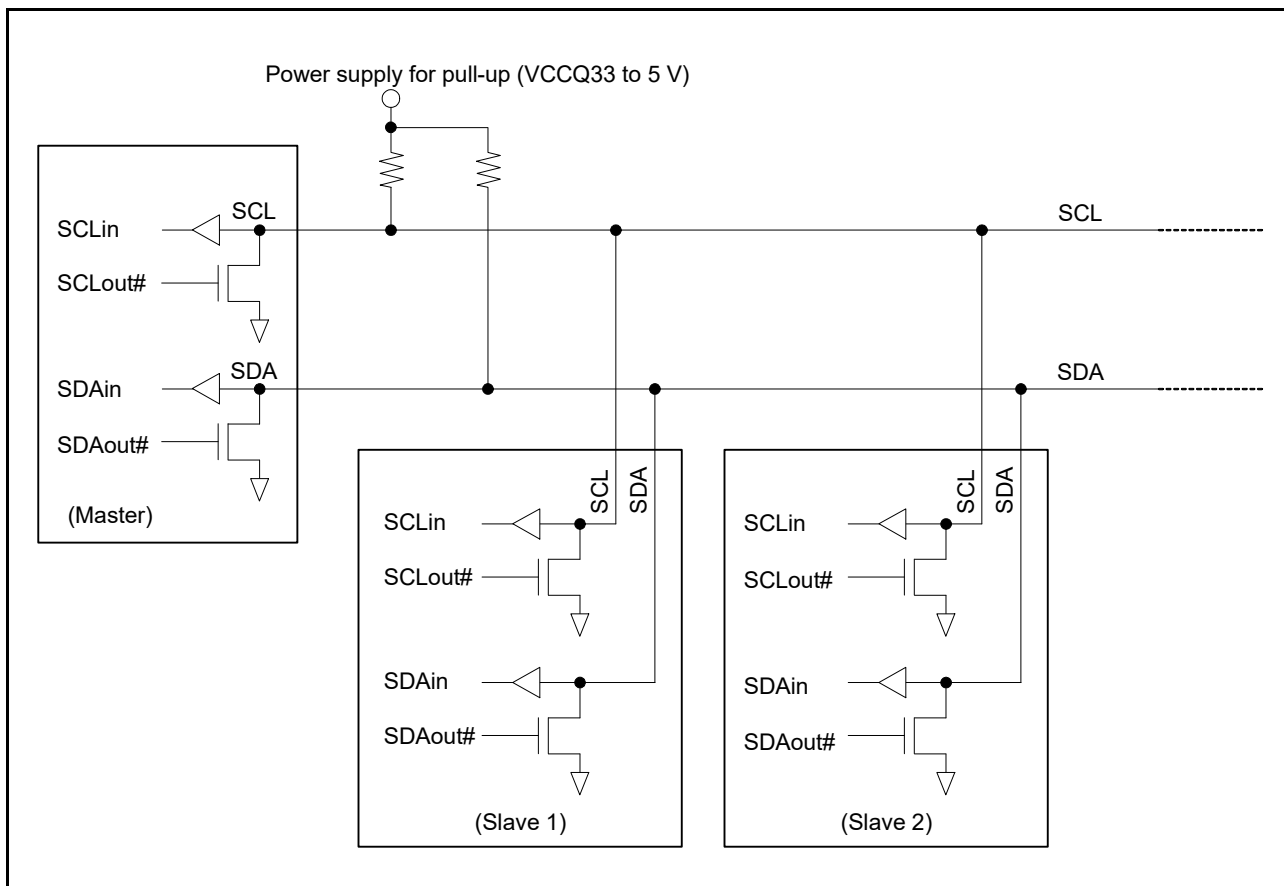 Power supply for pull-up (VCCQ33 to 5 V)
SCL
SCLin
SCL
SCLout#
SDA
SDAin
SDA
SDAout#
(Master)
SCL
SDA
SCL
SDA
SCLin
SCLin
SCLout#
SCLout#
SDAin
SDAin
SDAout#
SDAout#
(Slave 1)
(Slave 2)